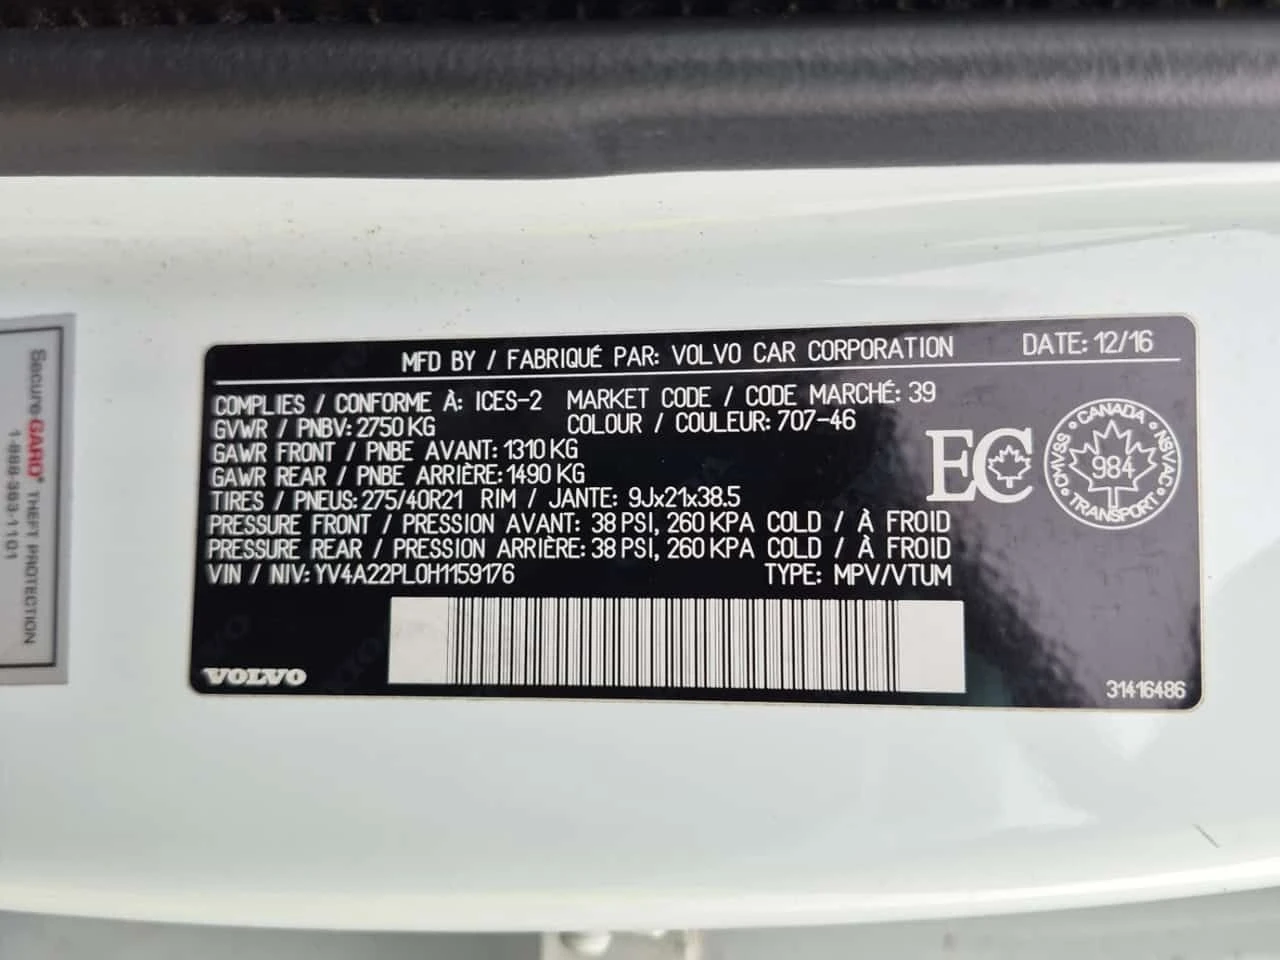 MFD BY / FABRIQUÉ PAR: VOLVO CAR CORPORATION DATE: 12/16
COMPLIES / CONFORME À: ICES-2 MARKET CODE / CODE MARCHÉ: 39
GVWR / PNBV: 2750 KG COLOUR / COULEUR: 707-46
GAWR FRONT / PNBE AVANT: 1310 KG
GAWR REAR / PNBE ARRIÈRE: 1490 KG
TIRES / PNEUS: 275/40R21 RIM / JANTE: 9Jx21x38.5
PRESSURE FRONT / PRESSION AVANT: 38 PSI, 260 KPA COLD / À FROID
PRESSURE REAR / PRESSION ARRIÈRE: 38 PSI, 260 KPA COLD / À FROID
VIN / NIV: YV4A22PL0H1159176 TYPE: MPV/VTUM
EC
CANADA
984
TRANSPORT
CMVSS
NSVAC
VOLVO
31416486
Secure GARD® THEFT PROTECTION
1-888-393-1101